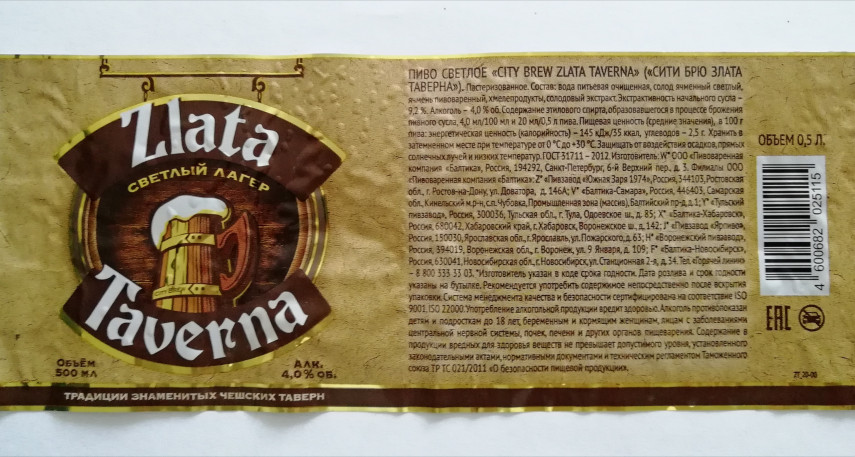 Zlata
СВЕТЛЫЙ ЛАГЕР
Taverna
ОБЪЁМ
500 МЛ
АЛК.
4,0% ОБ.
ТРАДИЦИИ ЗНАМЕНИТЫХ ЧЕШСКИХ ТАВЕРН
ПИВО СВЕТЛОЕ «CITY BREW ZLATA TAVERNA» («СИТИ БРЮ ЗЛАТА
ТАВЕРНА»). Пастеризованное. Состав: вода питьевая очищенная, солод ячменный светлый,
ячмень пивоваренный, хмелепродукты, солодовый экстракт. Экстрактивность начального сусла –
9,2 %. Алкоголь – 4,0 % об. Содержание этилового спирта, образовавшегося в процессе брожения
пивного сусла, 4,0 мл/100 мл и 20 мл/0,5 л пива. Пищевая ценность (средние значения), в 100 г
пива: энергетическая ценность (калорийность) – 145 кДж/35 ккал, углеводов – 2,5 г. Хранить в
затемненном месте при температуре от 0 °С до +30 °С. Защищать от воздействия осадков, прямых
солнечных лучей и низких температур. ГОСТ 31711 – 2012. Изготовитель: W* ООО «Пивоваренная
компания «Балтика», Россия, 194292, Санкт-Петербург, 6-й Верхний пер., д. 3. Филиалы ООО
«Пивоваренная компания «Балтика»: Z* «Пивзавод «Южная Заря 1974», Россия, 344103, Ростовская
обл., г. Ростов-на-Дону, ул. Доватора, д. 146А; V* «Балтика-Самара», Россия, 446403, Самарская
обл., Кинельский м.р-н, с.п. Чубовка, Промышленная зона (массив), Балтийский пр-д, д. 1; Y* «Тульский
пивзавод», Россия, 300036, Тульская обл., г. Тула, Одоевское ш., д. 85; X* «Балтика-Хабаровск»,
Россия, 680042, Хабаровский край, г. Хабаровск, Воронежское ш., д. 142; J* «Пивзавод «Ярпиво»,
Россия, 150030, Ярославская обл., г. Ярославль, ул. Пожарского, д. 63; H* «Воронежский пивзавод»,
Россия, 394019, Воронежская обл., г. Воронеж, ул. 9 Января, д. 109; F* «Балтика-Новосибирск»,
Россия, 630041, Новосибирская обл., г. Новосибирск, ул. Станционная 2-я, д. 34. Тел. «Горячей линии»
– 8 800 333 33 03. *Изготовитель указан в коде срока годности. Дата розлива и срок годности
указаны на бутылке. Рекомендуется употребить содержимое непосредственно после вскрытия
упаковки. Система менеджмента качества и безопасности сертифицирована на соответствие ISO
9001, ISO 22000. Употребление алкогольной продукции вредит здоровью. Алкоголь противопоказан
детям и подросткам до 18 лет, беременным и кормящим женщинам, лицам с заболеваниями
центральной нервной системы, почек, печени и других органов пищеварения. Содержание в
продукции вредных для здоровья веществ не превышает допустимого уровня, установленного
законодательными актами, нормативными документами и техническим регламентом Таможенного
союза ТР ТС 021/2011 «О безопасности пищевой продукции».
ОБЪЕМ 0,5 Л.
4 600682 025115
EAC
ZT_20-00